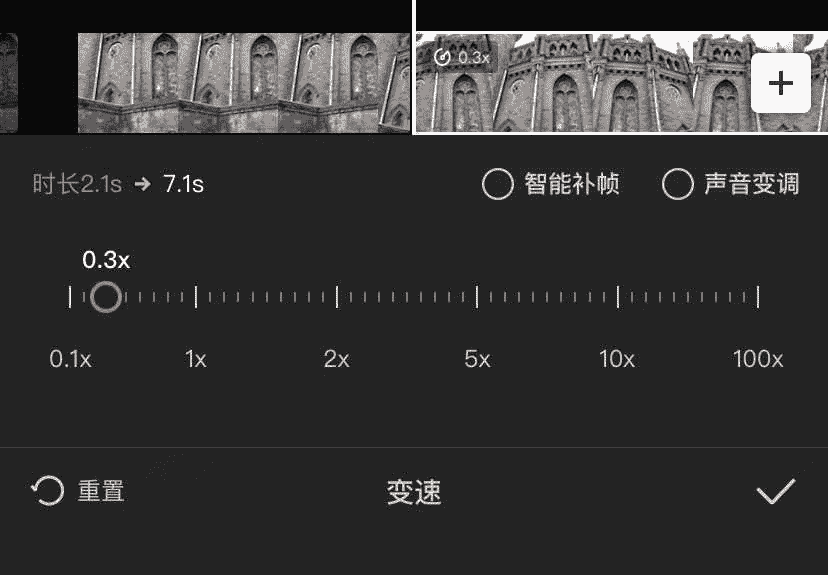 0.3x
时长2.1s → 7.1s
智能补帧
声音变调
0.3x
0.1x 1x 2x 5x 10x 100x
重置
变速